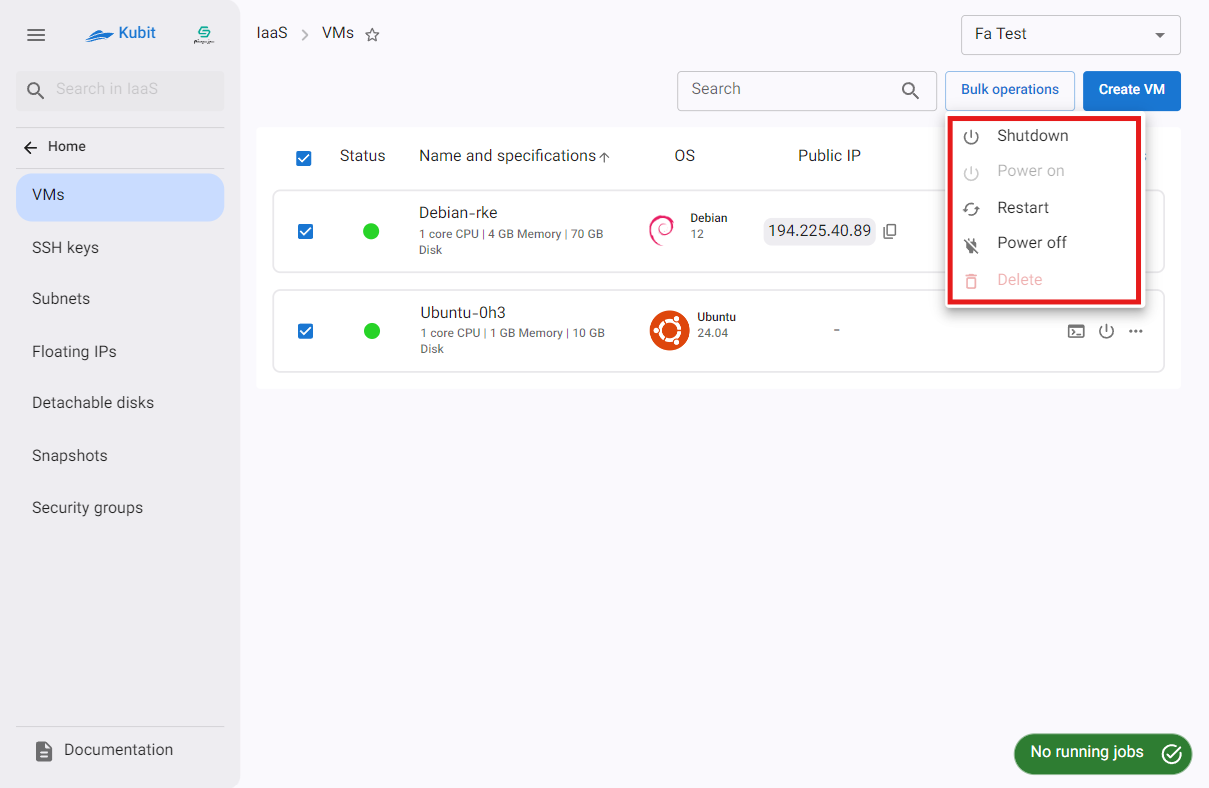 Kubit
IaaS
VMs
Fa Test
Search in IaaS
Search
Bulk operations
Create VM
Home
VMs
SSH keys
Subnets
Floating IPs
Detachable disks
Snapshots
Security groups
Documentation
Status
Name and specifications
OS
Public IP
Debian-rke
1 core CPU | 4 GB Memory | 70 GB
Disk
Debian
12
194.225.40.89
Ubuntu-0h3
1 core CPU | 1 GB Memory | 10 GB
Disk
Ubuntu
24.04
-
Shutdown
Power on
Restart
Power off
Delete
No running jobs